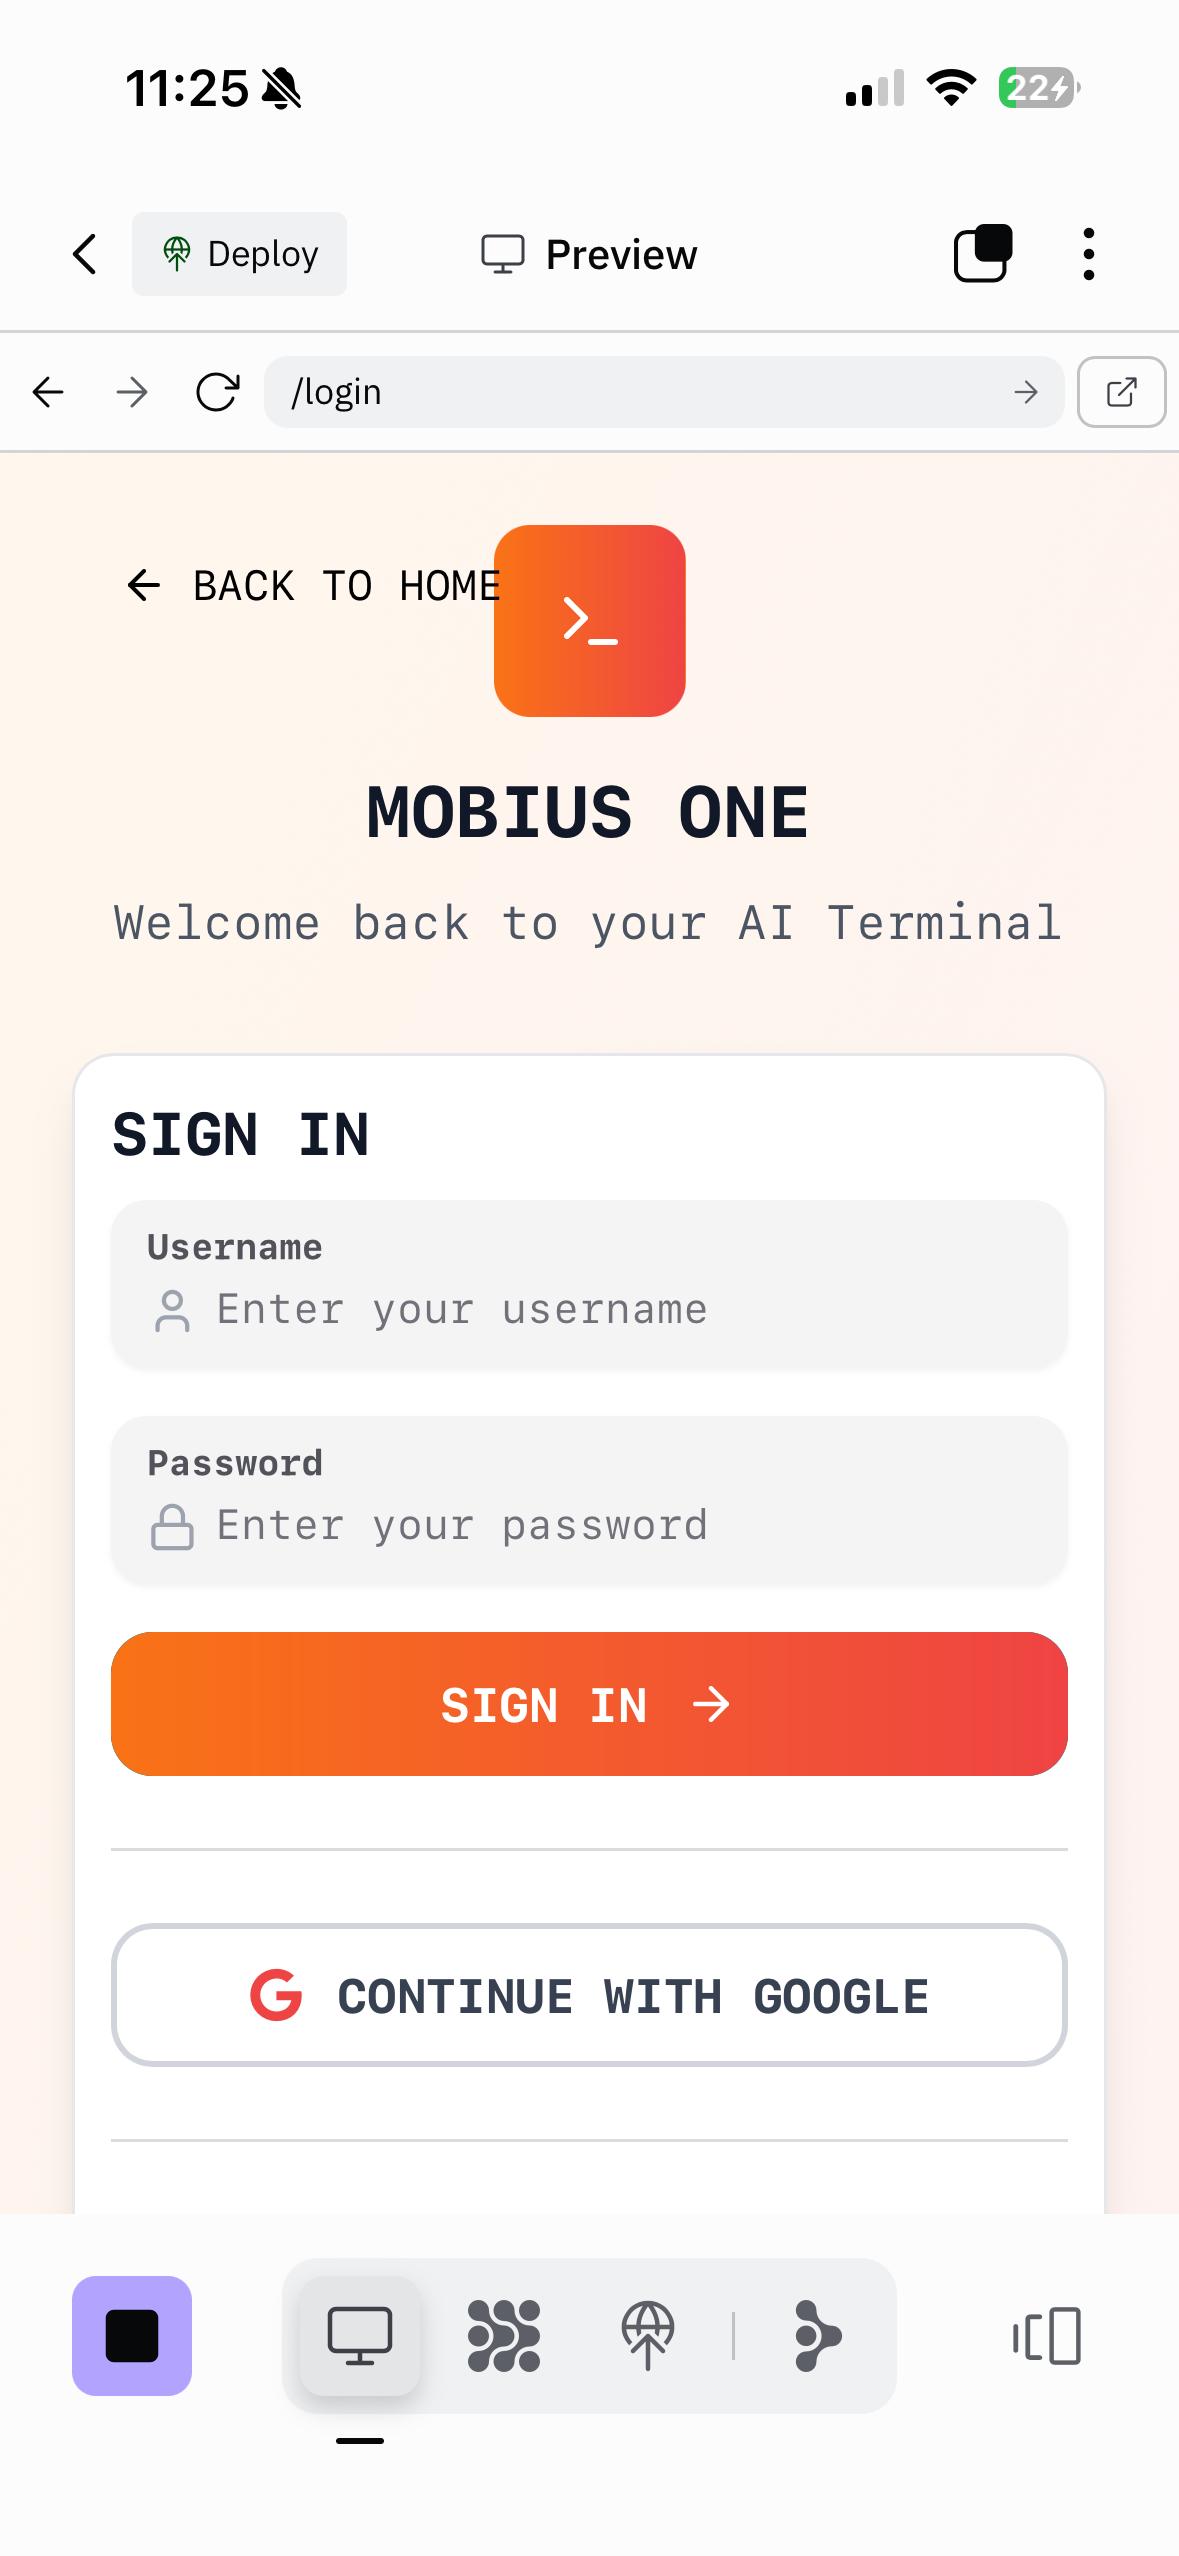 11:25
22
Deploy
Preview
/login
BACK TO HOME
MOBIUS ONE
Welcome back to your AI Terminal
SIGN IN
Username
Enter your username
Password
Enter your password
SIGN IN
CONTINUE WITH GOOGLE